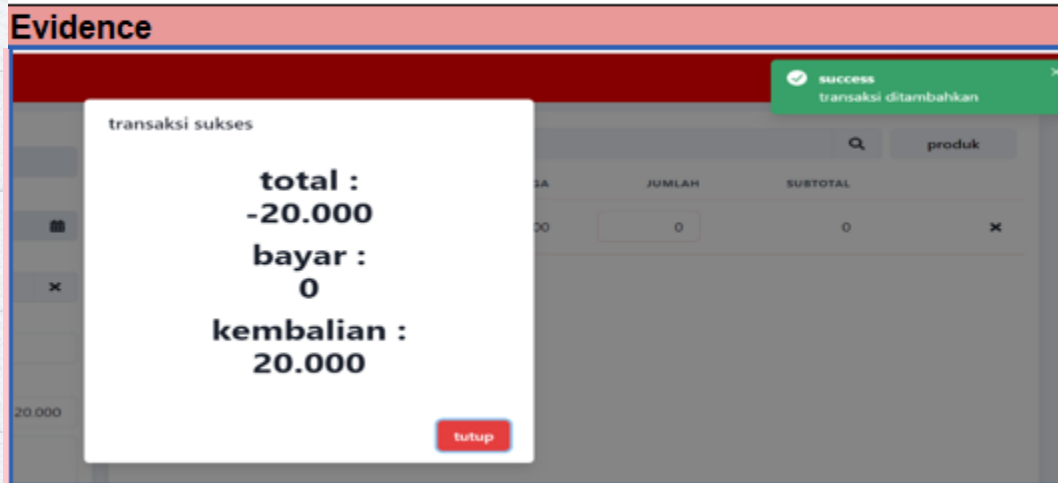 Evidence
success
transaksi ditambahkan
transaksi sukses
produk
total :
-20.000
JUMLAH
SUBTOTAL
0
0
bayar :
0
kembalian :
20.000
20.000
tutup